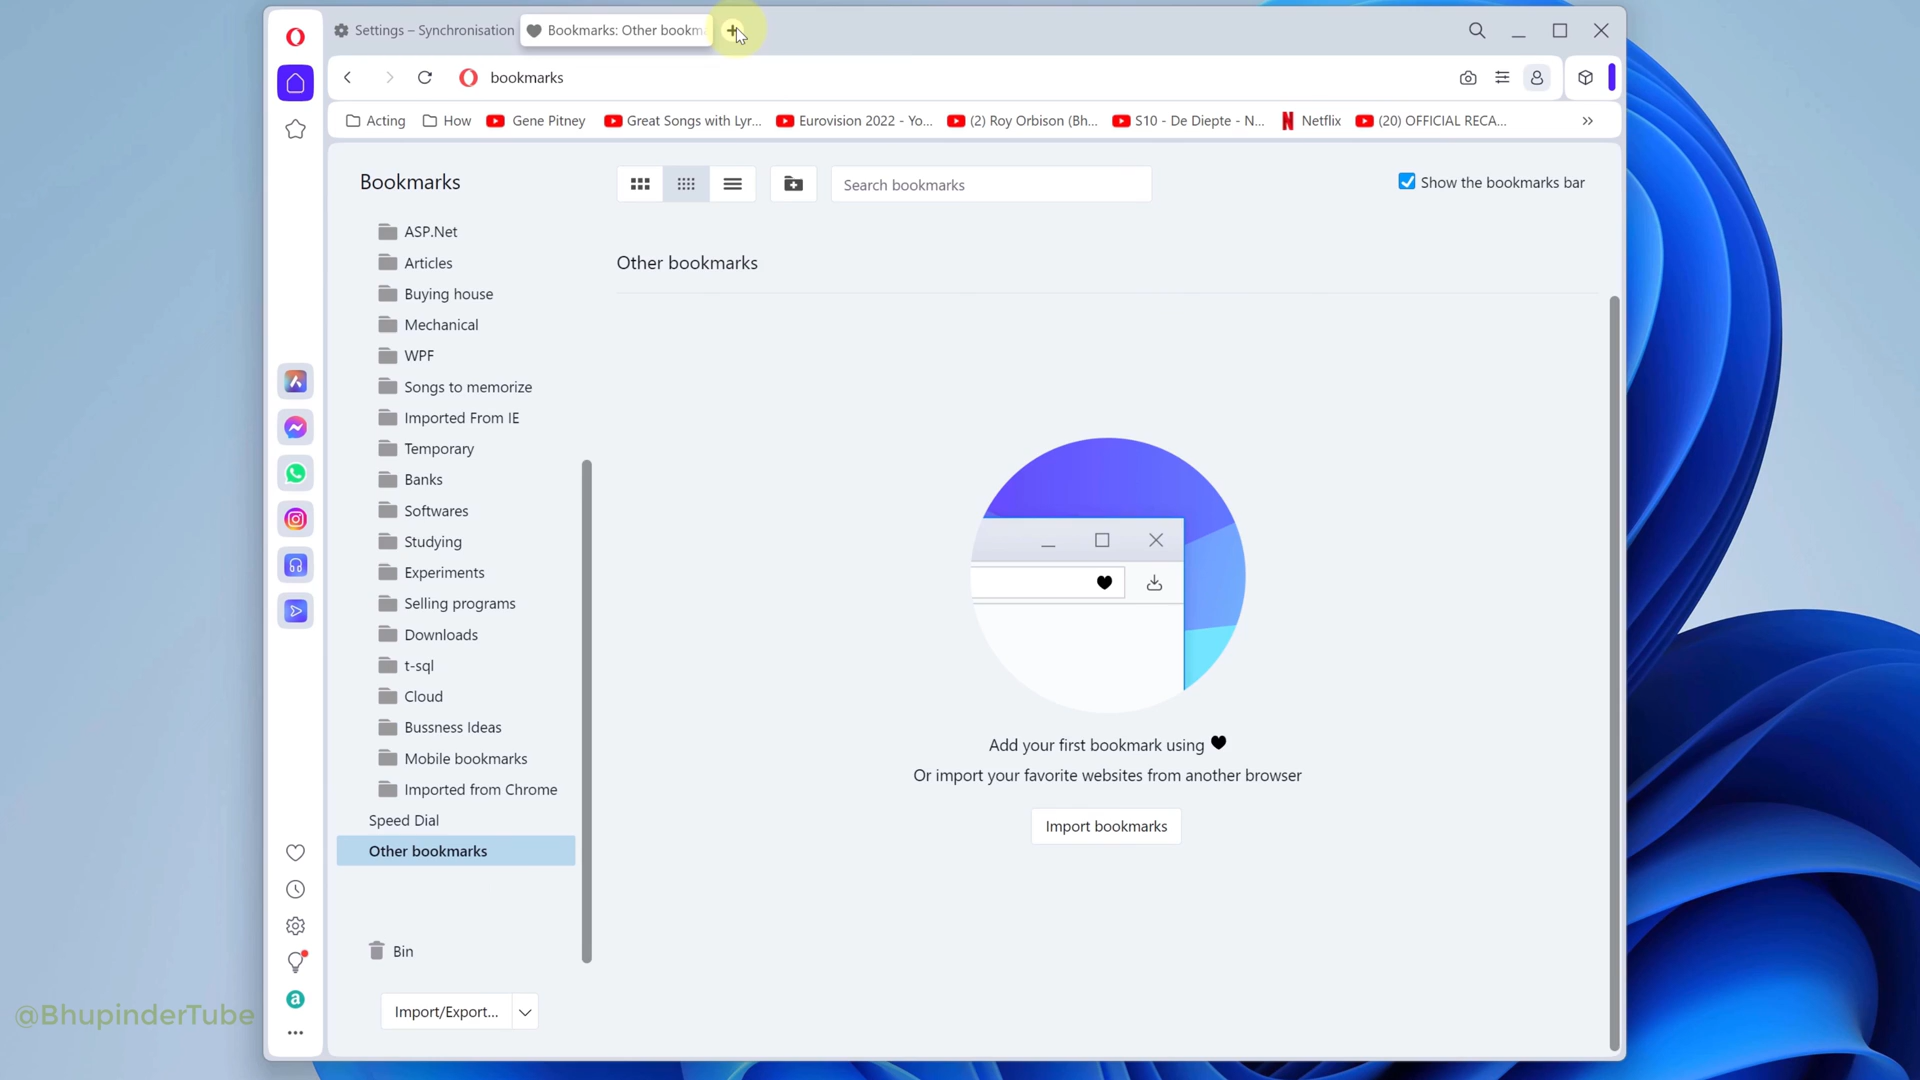 Settings – Synchronisation
Bookmarks: Other bookm
bookmarks
Acting
How
Gene Pitney
Great Songs with Lyr...
Eurovision 2022 - Yo...
(2) Roy Orbison (Bh...
S10 - De Diepte - N...
Netflix
(20) OFFICIAL RECA...
Bookmarks
Search bookmarks
Show the bookmarks bar
ASP.Net
Articles
Buying house
Mechanical
WPF
Songs to memorize
Imported From IE
Temporary
Banks
Softwares
Studying
Experiments
Selling programs
Downloads
t-sql
Cloud
Bussness Ideas
Mobile bookmarks
Imported from Chrome
Speed Dial
Other bookmarks
Bin
Import/Export...
Other bookmarks
Add your first bookmark using
Or import your favorite websites from another browser
Import bookmarks
@BhupinderTube